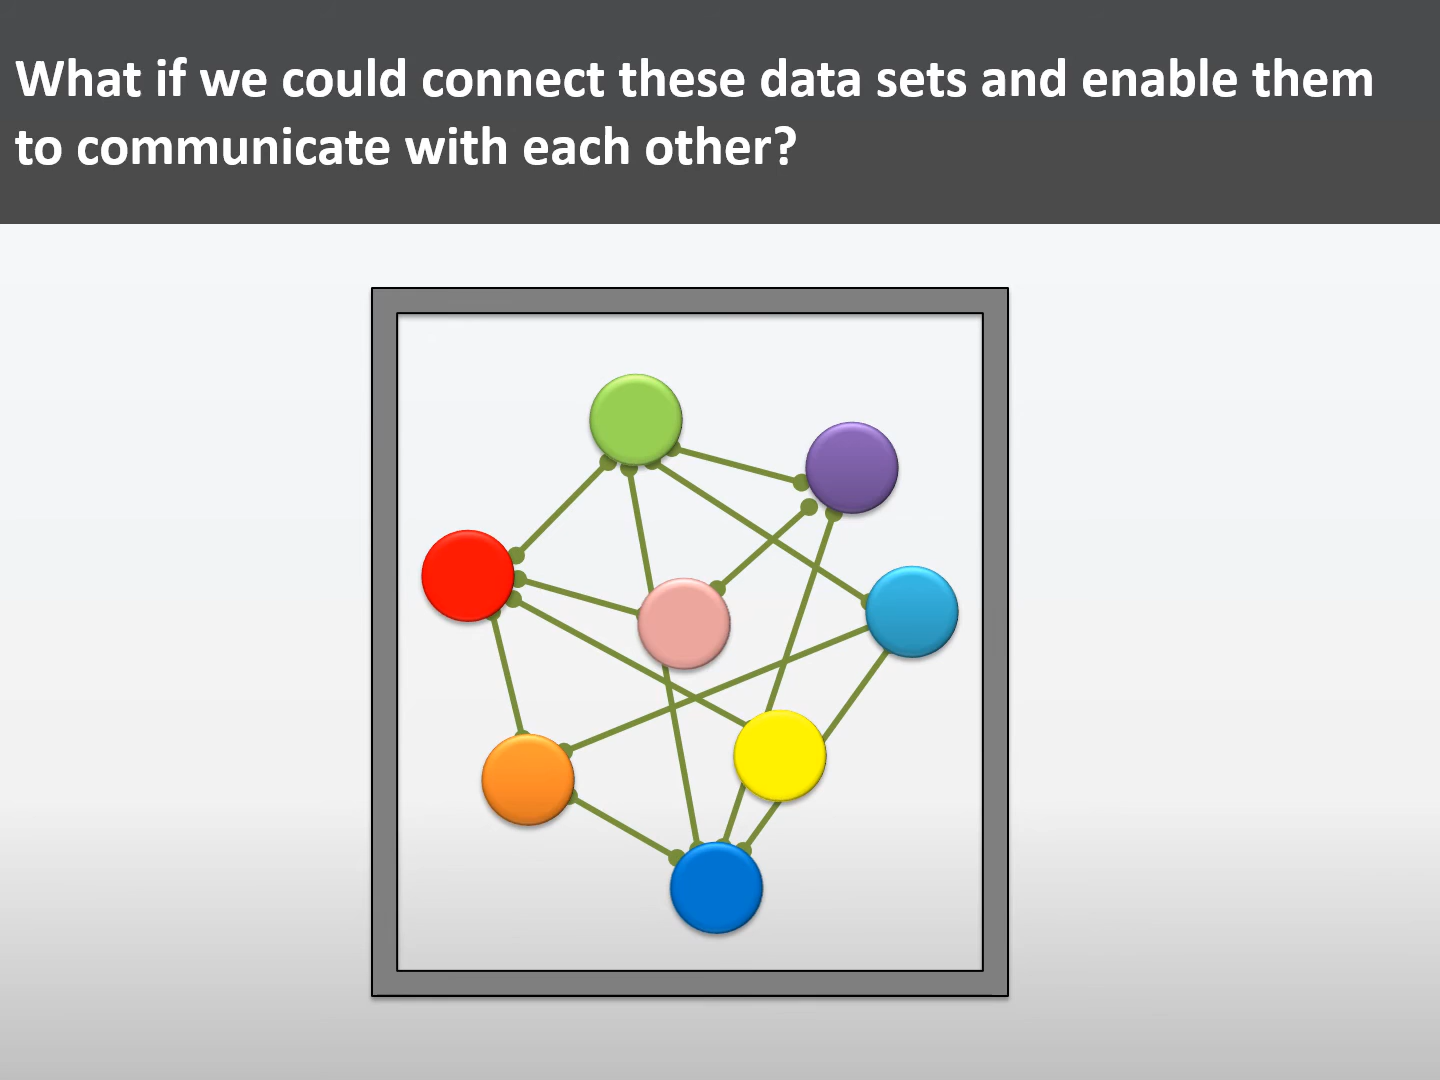 What if we could connect these data sets and enable them
to communicate with each other?